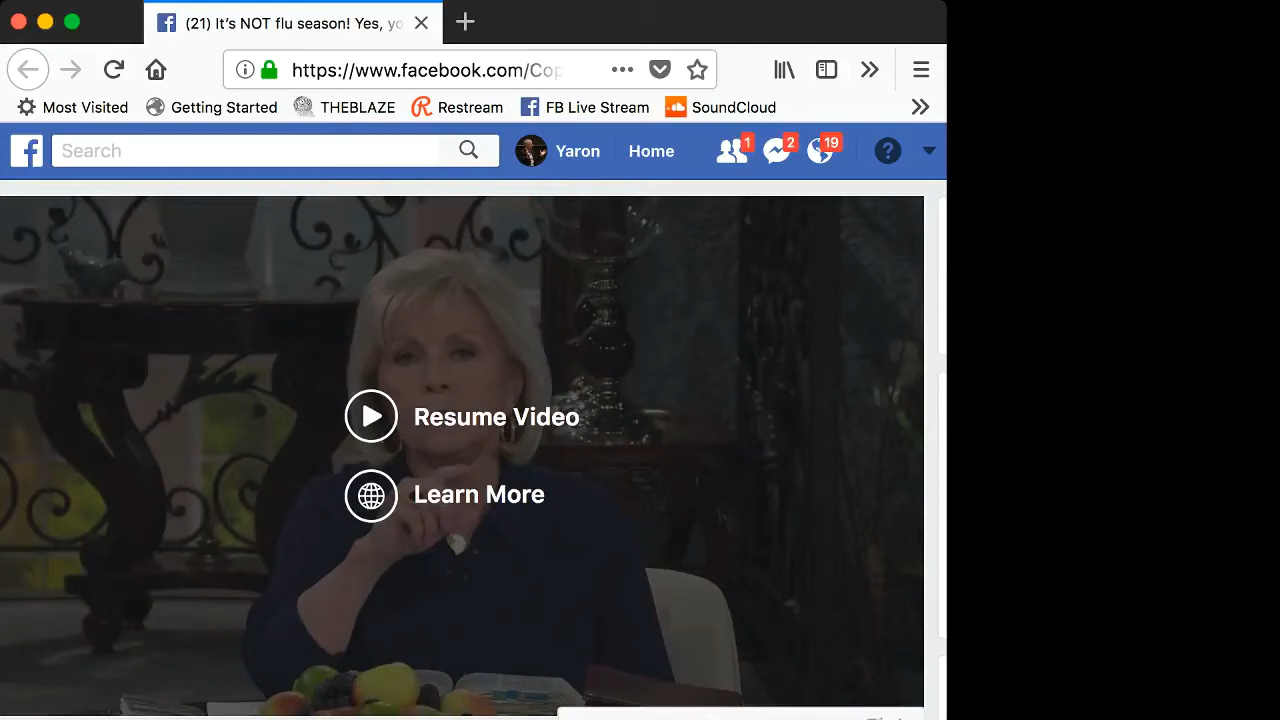 (21) It's NOT flu season! Yes, yo
https://www.facebook.com/Cop
Most Visited Getting Started THEBLAZE Restream FB Live Stream SoundCloud
Search Yaron Home 1 2 19
Resume Video
Learn More